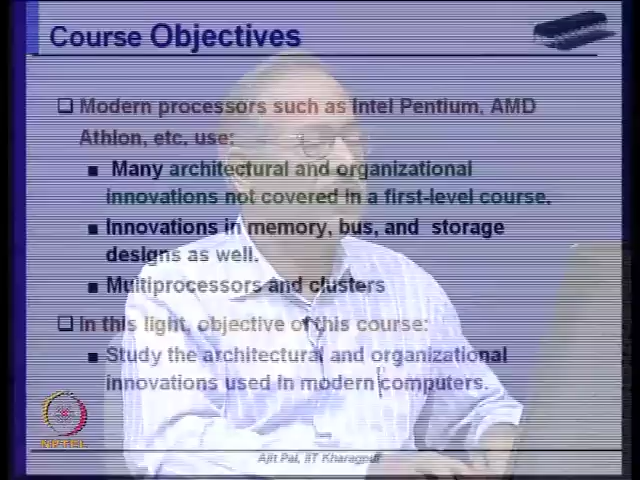 Course Objectives
❑ Modern processors such as Intel Pentium, AMD
Athlon, etc. use:
■ Many architectural and organizational
innovations not covered in a first-level course.
■ Innovations in memory, bus, and storage
designs as well.
■ Multiprocessors and clusters
❑ In this light, objective of this course:
■ Study the architectural and organizational
innovations used in modern computers.
NPTEL
Ajit Pal, IIT Kharagpur